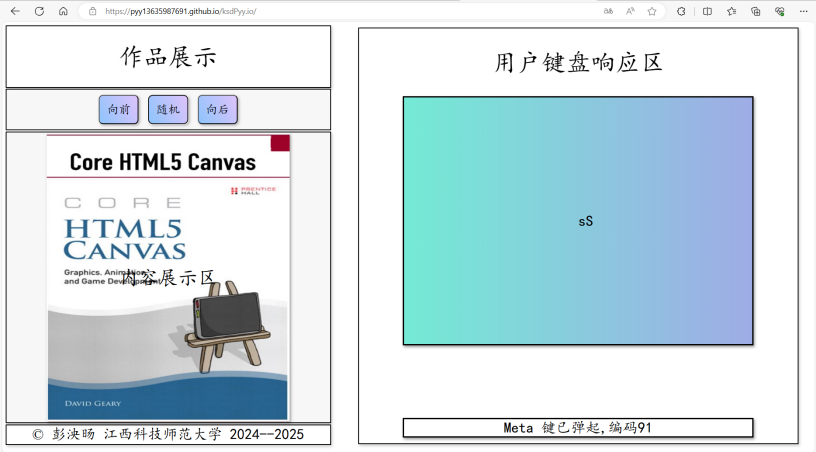 https://pyy13635987691.github.io/ksdPyy.io/
作品展示
向前 随机 向后
Core HTML5 Canvas
PRENTICE
HALL
CORE
HTML5
CANVAS
Graphics, Animation
and Game Development
内容展示区
DAVID GEARY
© 彭泱旸 江西科技师范大学 2024--2025
用户键盘响应区
sS
Meta 键已弹起,编码91